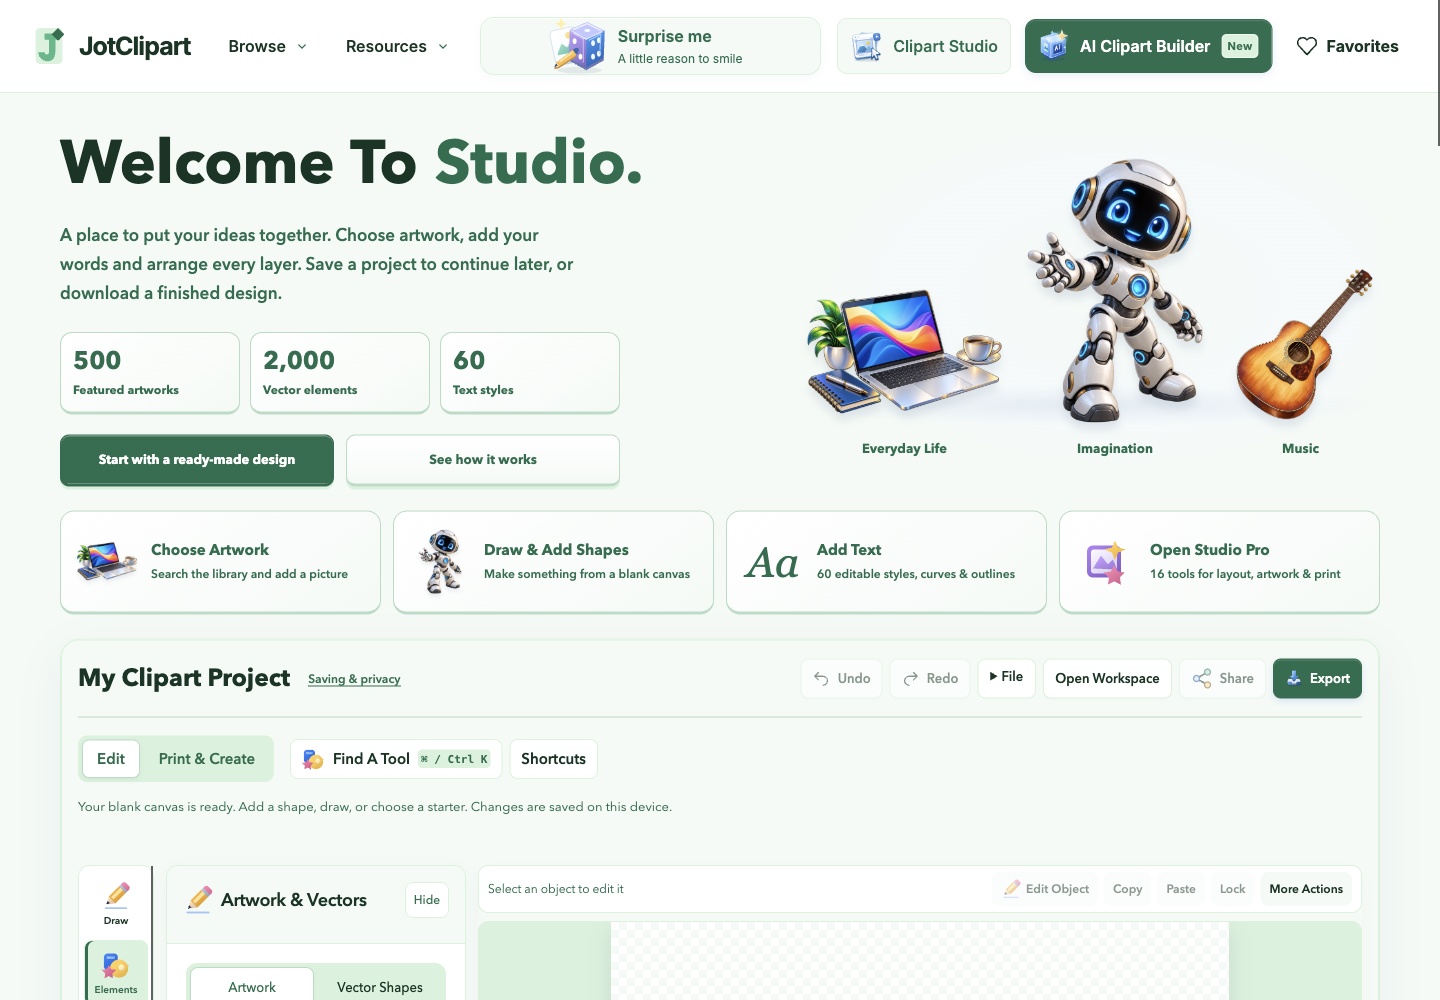 JotClipart
Browse
Resources
Surprise me
A little reason to smile
Clipart Studio
AI Clipart Builder
New
Favorites
Welcome To Studio.
A place to put your ideas together. Choose artwork, add your
words and arrange every layer. Save a project to continue later, or
download a finished design.
500
Featured artworks
2,000
Vector elements
60
Text styles
Start with a ready-made design
See how it works
Everyday Life
Imagination
Music
Choose Artwork
Search the library and add a picture
Draw & Add Shapes
Make something from a blank canvas
Aa
Add Text
60 editable styles, curves & outlines
Open Studio Pro
16 tools for layout, artwork & print
My Clipart Project
Saving & privacy
Undo
Redo
File
Open Workspace
Share
Export
Edit
Print & Create
Find A Tool
⌘ / Ctrl K
Shortcuts
Your blank canvas is ready. Add a shape, draw, or choose a starter. Changes are saved on this device.
Draw
Elements
Artwork & Vectors
Hide
Artwork
Vector Shapes
Select an object to edit it
Edit Object
Copy
Paste
Lock
More Actions